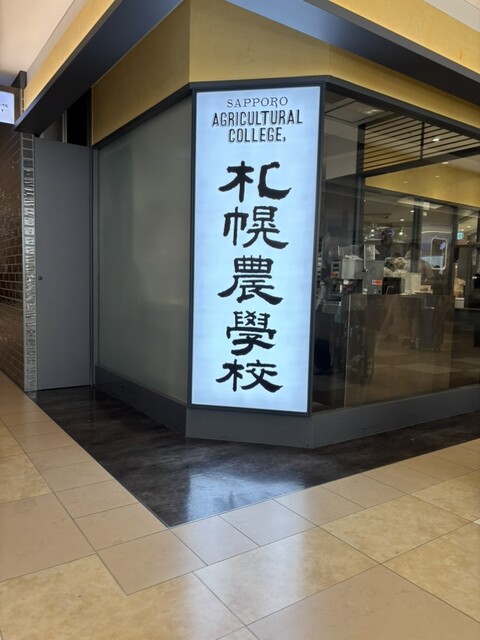 SAPPORO
AGRICULTURAL
COLLEGE,
札幌農學校